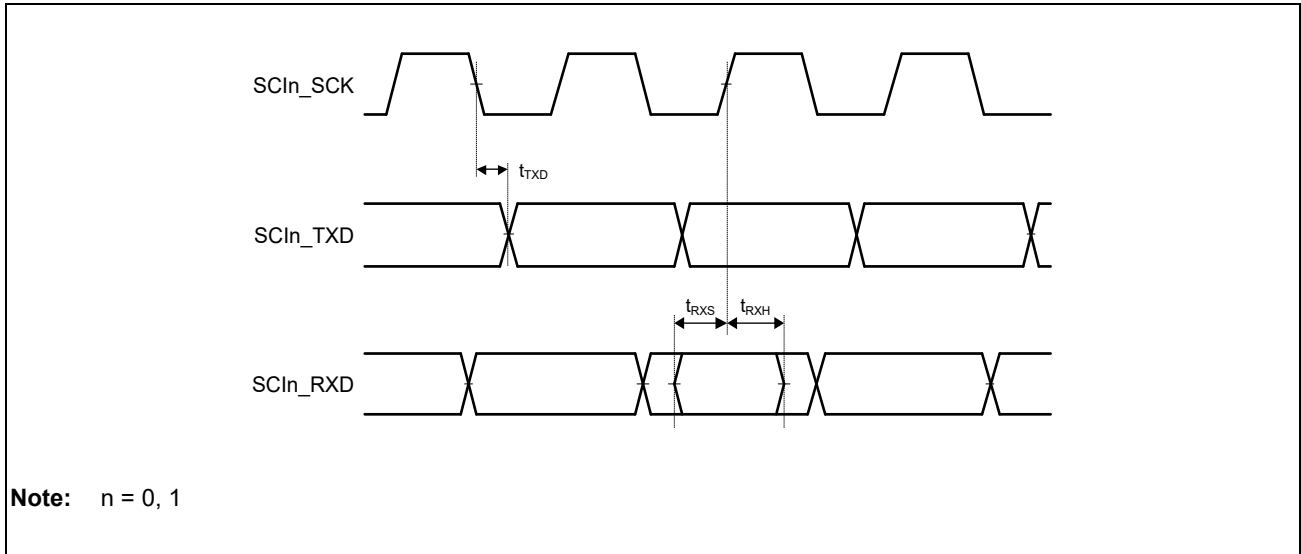 SCIn_SCK
tTXD
SCIn_TXD
tRXS tRXH
SCIn_RXD
Note: n = 0, 1